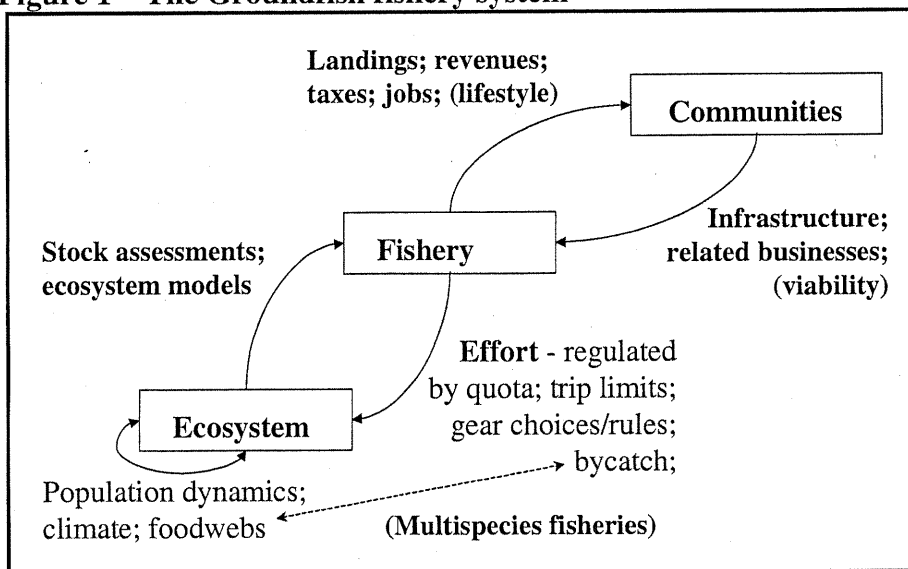 Figure 1 – The Groundfish fishery system
Landings; revenues;
taxes; jobs; (lifestyle)
Communities
Infrastructure;
related businesses;
(viability)
Fishery
Stock assessments;
ecosystem models
Effort - regulated
by quota; trip limits;
gear choices/rules;
bycatch;
Ecosystem
Population dynamics;
climate; foodwebs
(Multispecies fisheries)